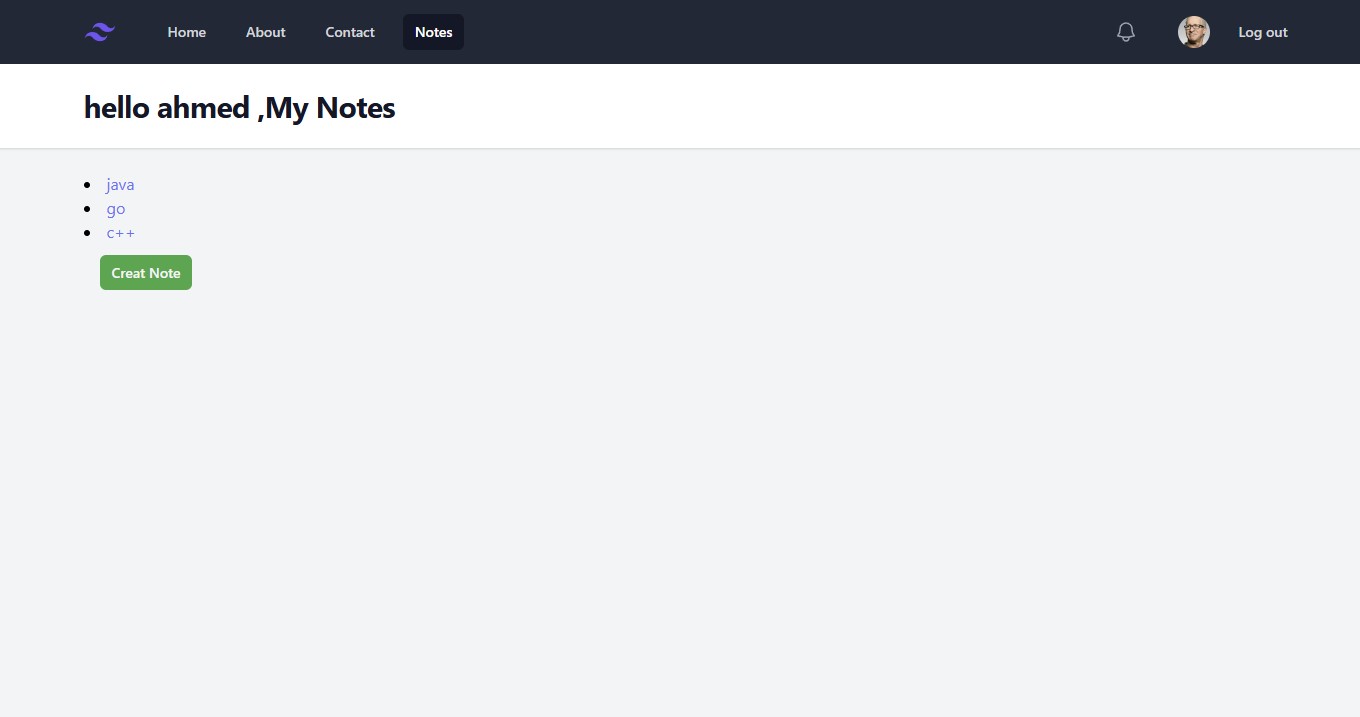 Home About Contact Notes Log out
hello ahmed ,My Notes
java
go
c++
Creat Note